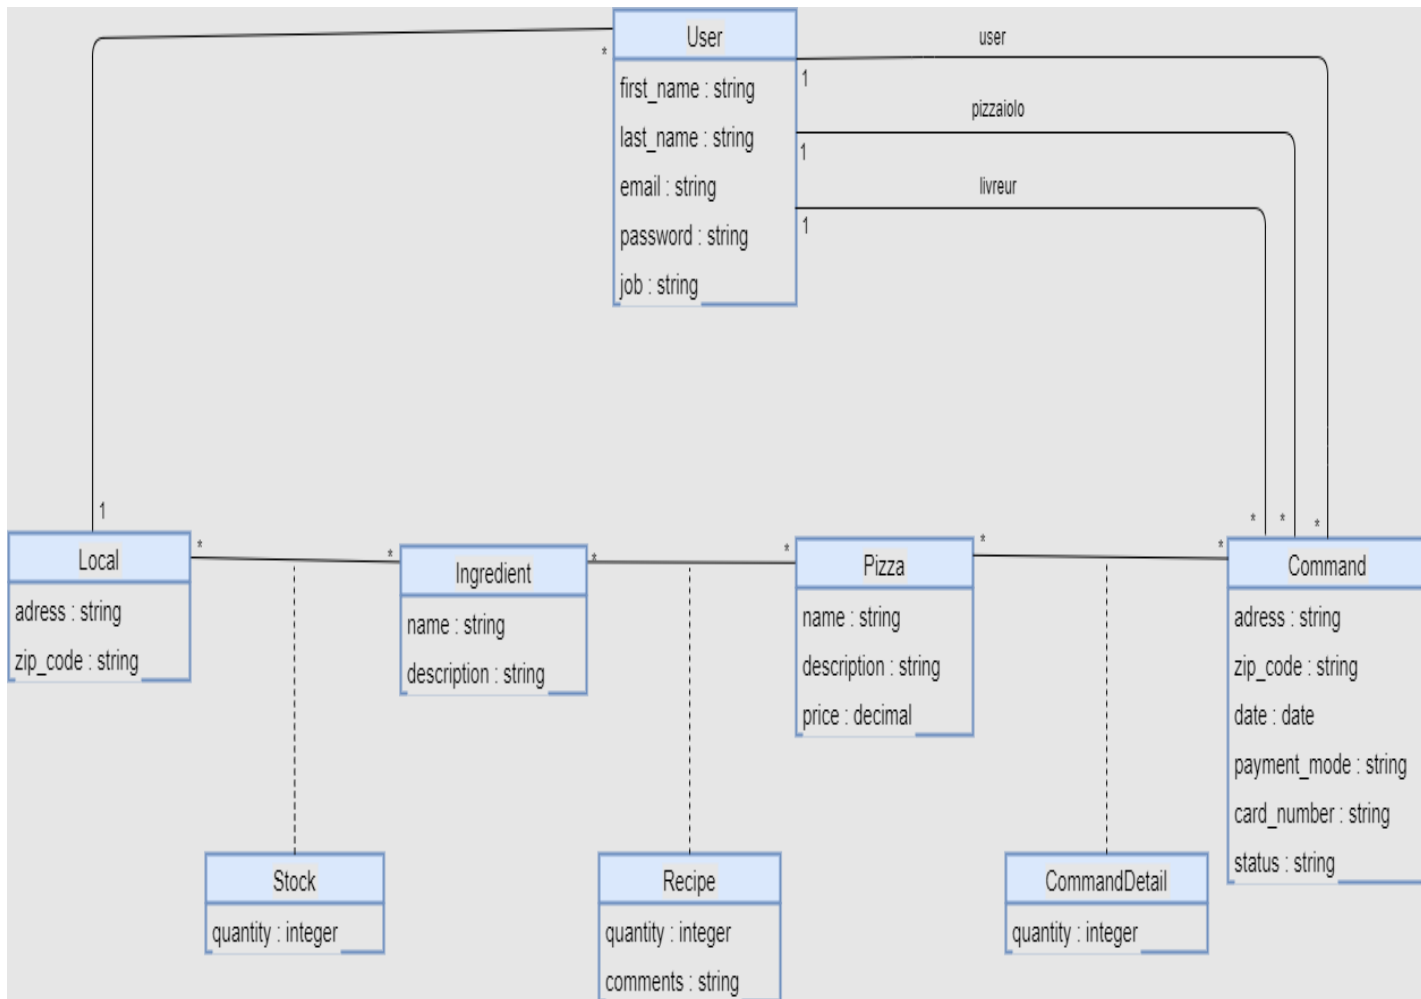 User
first_name : string
last_name : string
email : string
password : string
job : string
*
user
1
pizzaiolo
1
livreur
1
1
*
*
*
Local
adress : string
zip_code : string
*
*
Ingredient
name : string
description : string
*
*
Pizza
name : string
description : string
price : decimal
*
*
Command
adress : string
zip_code : string
date : date
payment_mode : string
card_number : string
status : string
Stock
quantity : integer
Recipe
quantity : integer
comments : string
CommandDetail
quantity : integer